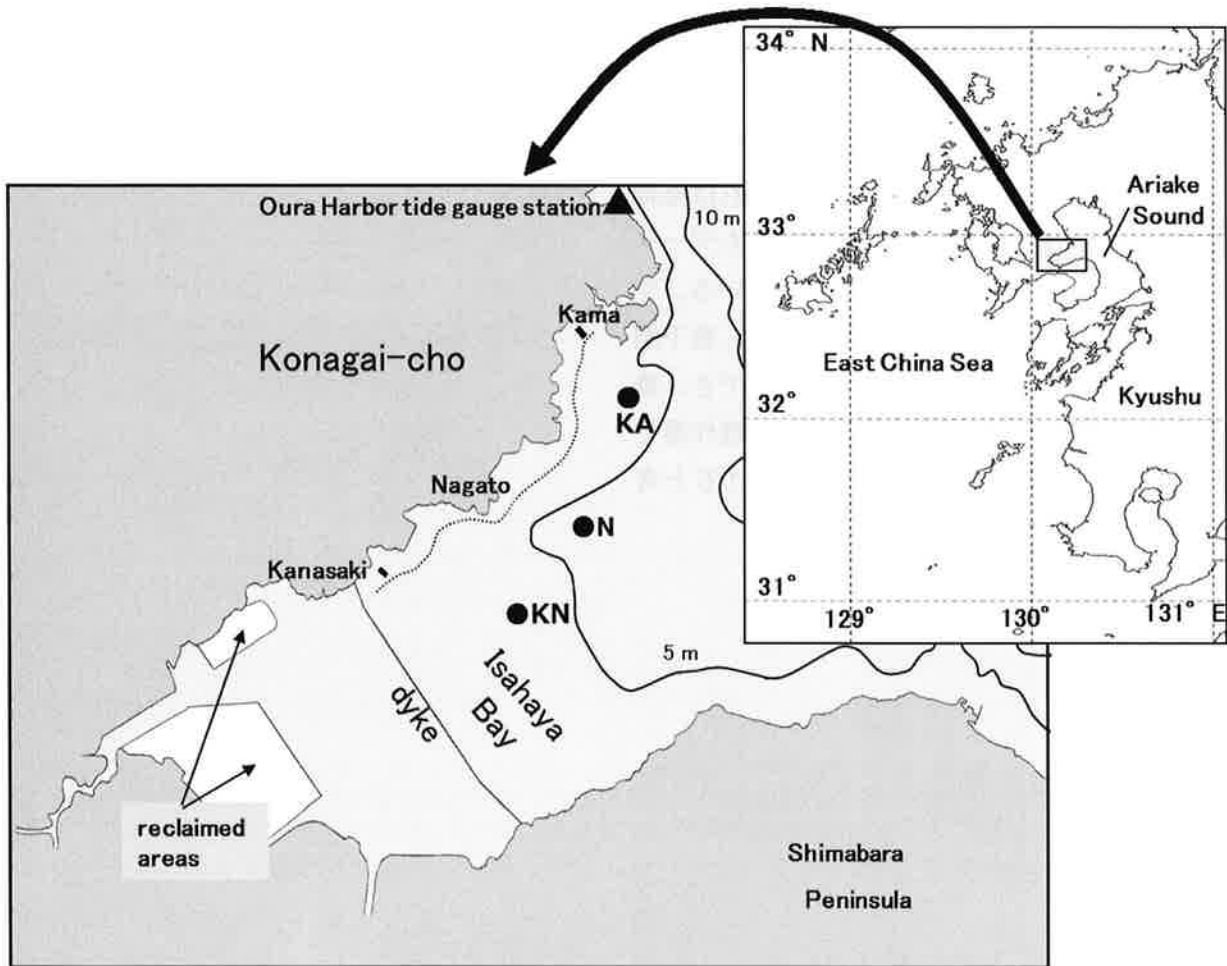 34° N
Ariake
Sound
33°
East China Sea
Kyushu
32°
31°
129°
130°
131° E
Oura Harbor tide gauge station
10 m
Kama
Konagai-cho
KA
Nagato
N
Kanasaki
KN
5 m
Isahaya
Bay
dyke
reclaimed
areas
Shimabara
Peninsula